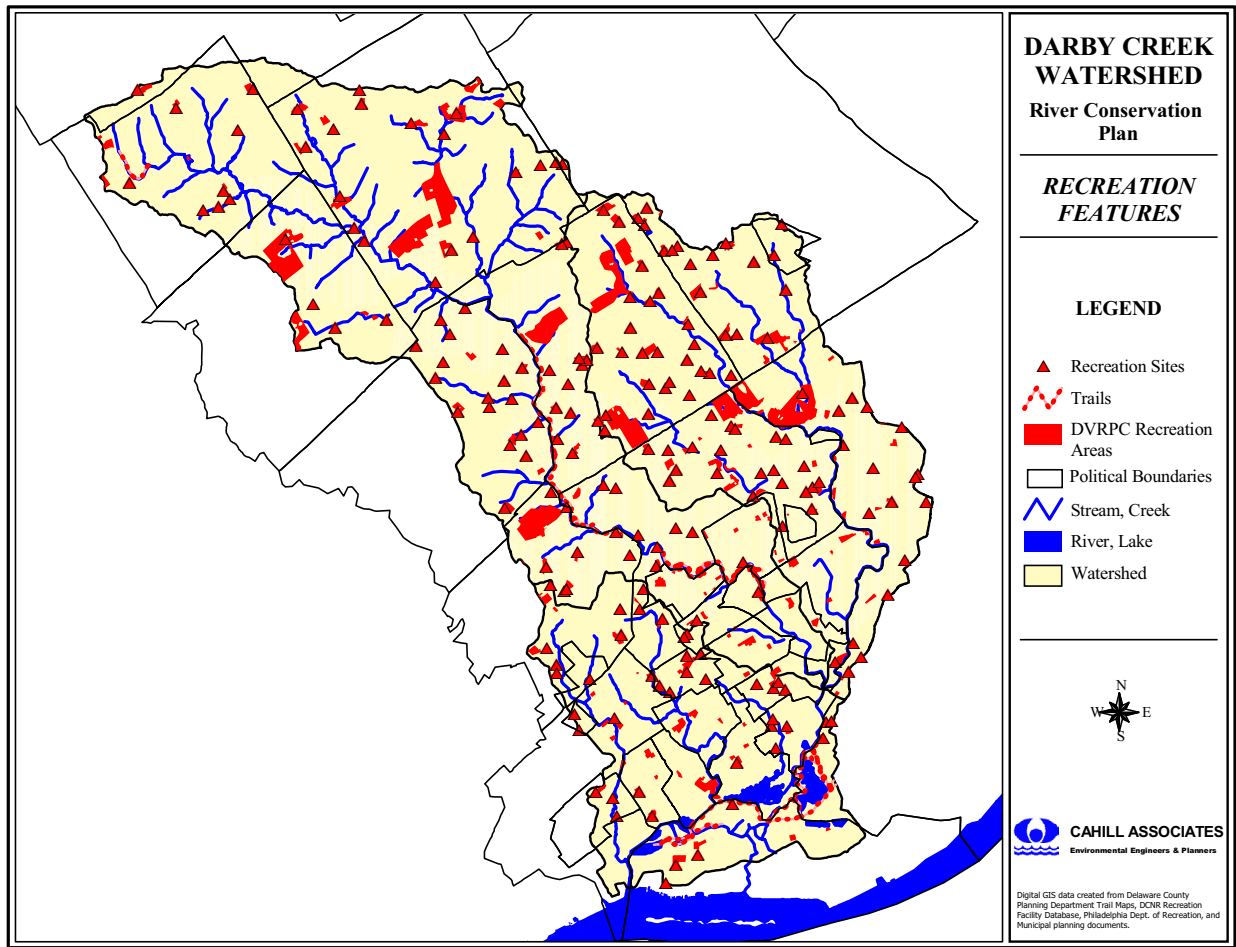 DARBY CREEK
WATERSHED
River Conservation
Plan
RECREATION
FEATURES
LEGEND
Recreation Sites
Trails
DVRPC Recreation
Areas
Political Boundaries
Stream, Creek
River, Lake
Watershed
N
W E
S
CAHILL ASSOCIATES
Environmental Engineers & Planners
Digital GIS data created from Delaware County
Planning Department Trail Maps, DCNR Recreation
Facility Database, Philadelphia Dept. of Recreation, and
Municipal planning documents.